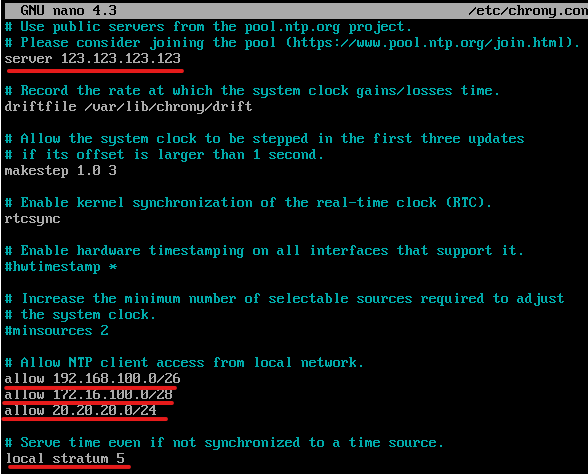 GNU nano 4.3 /etc/chrony.con
# Use public servers from the pool.ntp.org project.
# Please consider joining the pool (https://www.pool.ntp.org/join.html).
server 123.123.123.123
# Record the rate at which the system clock gains/losses time.
driftfile /var/lib/chrony/drift
# Allow the system clock to be stepped in the first three updates
# if its offset is larger than 1 second.
makestep 1.0 3
# Enable kernel synchronization of the real-time clock (RTC).
rtcsync
# Enable hardware timestamping on all interfaces that support it.
#hwtimestamp *
# Increase the minimum number of selectable sources required to adjust
# the system clock.
#minsources 2
# Allow NTP client access from local network.
allow 192.168.100.0/26
allow 172.16.100.0/28
allow 20.20.20.0/24
# Serve time even if not synchronized to a time source.
local stratum 5